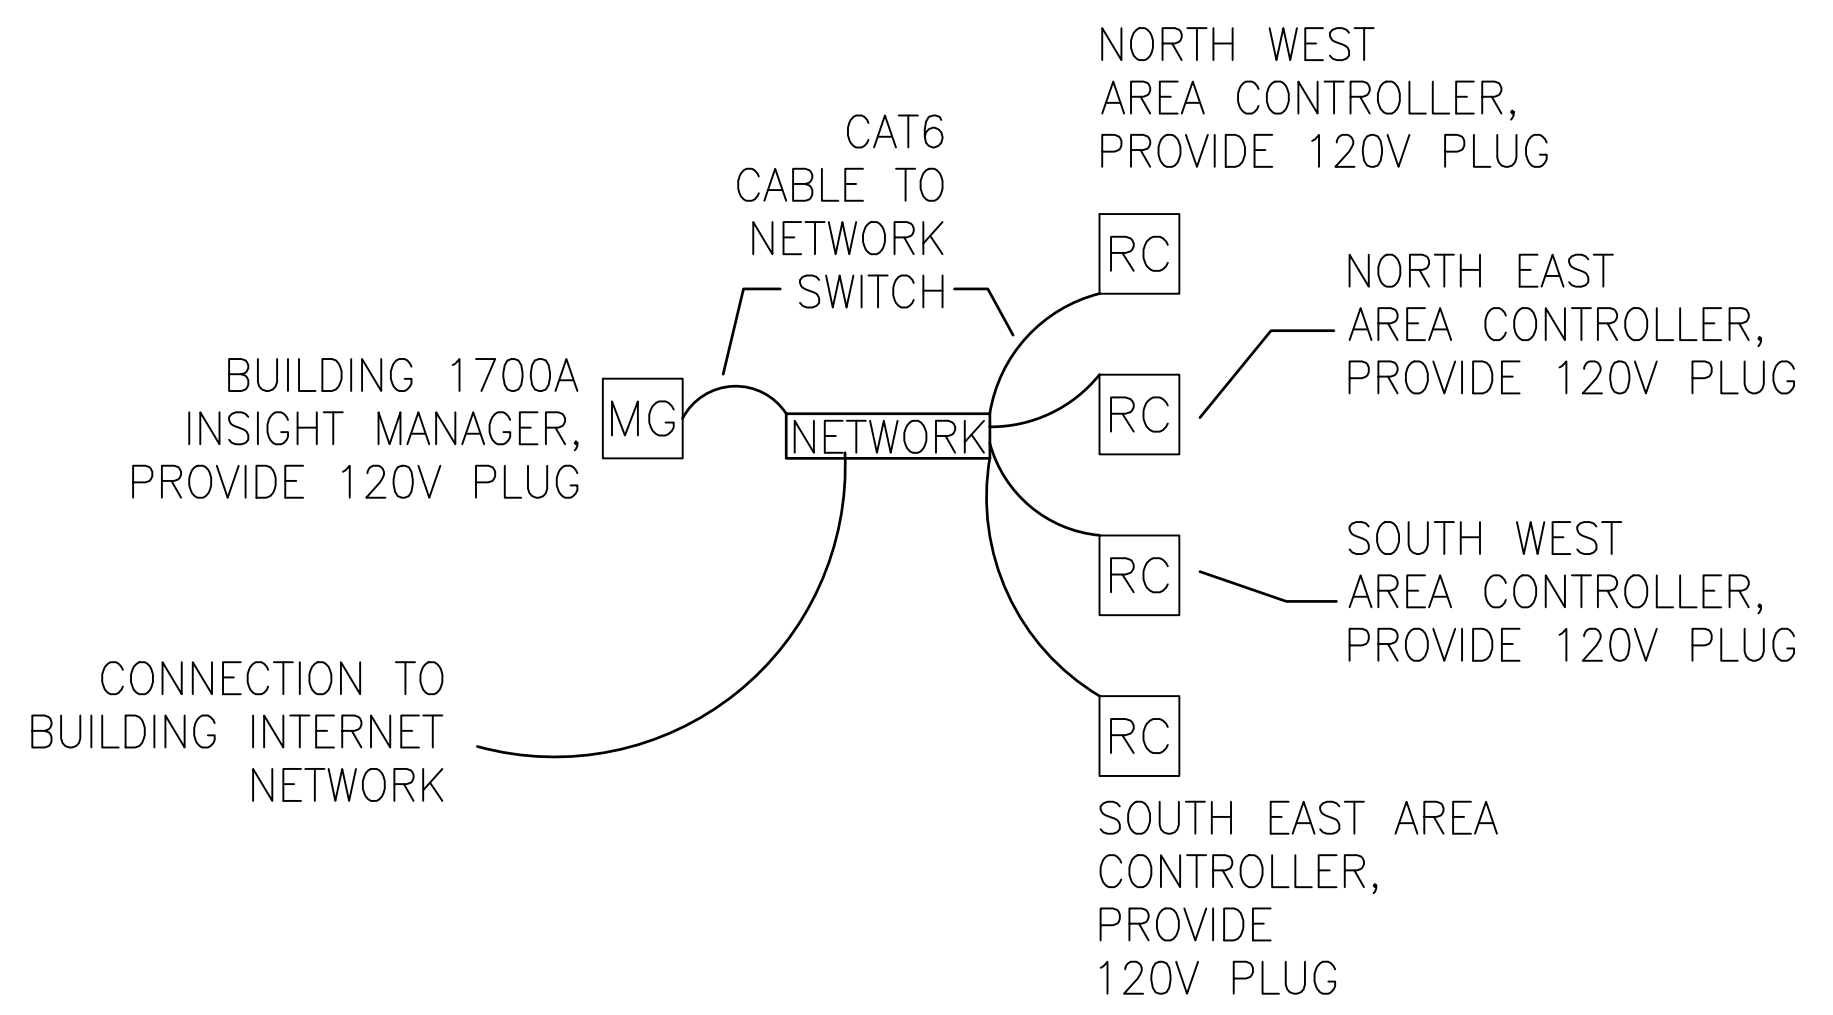 NORTH WEST
AREA CONTROLLER,
PROVIDE 120V PLUG
CAT6
CABLE TO
NETWORK
SWITCH
RC
NORTH EAST
AREA CONTROLLER,
PROVIDE 120V PLUG
BUILDING 1700A
INSIGHT MANAGER,
PROVIDE 120V PLUG
MG
NETWORK
RC
SOUTH WEST
AREA CONTROLLER,
PROVIDE 120V PLUG
RC
CONNECTION TO
BUILDING INTERNET
NETWORK
RC
SOUTH EAST AREA
CONTROLLER,
PROVIDE
120V PLUG